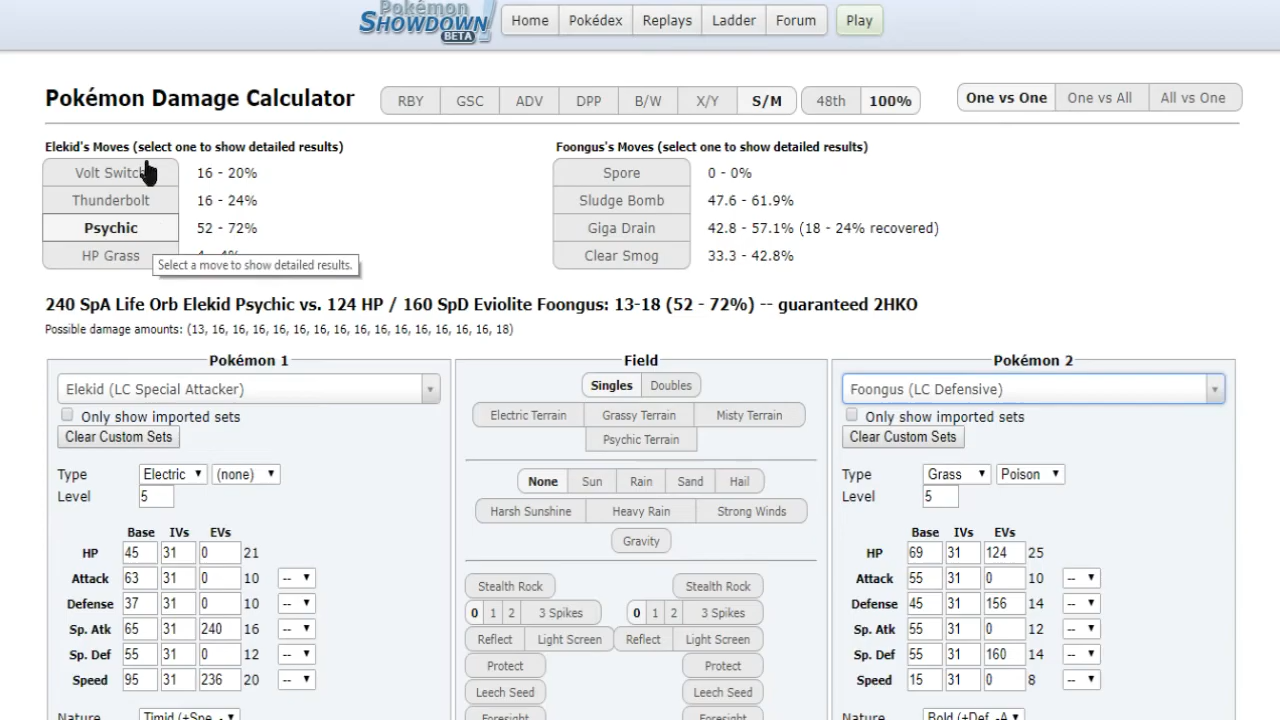 Pokémon
SHOWDOWN!
BETA
Home Pokédex Replays Ladder Forum Play
Pokémon Damage Calculator RBY GSC ADV DPP B/W X/Y S/M 48th 100% One vs One One vs All All vs One
Elekid's Moves (select one to show detailed results) Foongus's Moves (select one to show detailed results)
Volt Switch 16 - 20% Spore 0 - 0%
Thunderbolt 16 - 24% Sludge Bomb 47.6 - 61.9%
Psychic 52 - 72% Giga Drain 42.8 - 57.1% (18 - 24% recovered)
HP Grass Clear Smog 33.3 - 42.8%
Select a move to show detailed results.
240 SpA Life Orb Elekid Psychic vs. 124 HP / 160 SpD Eviolite Foongus: 13-18 (52 - 72%) -- guaranteed 2HKO
Possible damage amounts: (13, 16, 16, 16, 16, 16, 16, 16, 16, 16, 16, 16, 16, 16, 16, 18)
Pokémon 1 Field Pokémon 2
Elekid (LC Special Attacker) Singles Doubles Foongus (LC Defensive)
Only show imported sets Electric Terrain Grassy Terrain Misty Terrain Only show imported sets
Clear Custom Sets Psychic Terrain Clear Custom Sets
Type Electric (none) None Sun Rain Sand Hail Type Grass Poison
Level 5 Harsh Sunshine Heavy Rain Strong Winds Level 5
Base IVs EVs Gravity Base IVs EVs
HP 45 31 0 21 HP 69 31 124 25
Attack 63 31 0 10 -- Stealth Rock Stealth Rock Attack 55 31 0 10 --
Defense 37 31 0 10 -- 0 1 2 3 Spikes 0 1 2 3 Spikes Defense 45 31 156 14 --
Sp. Atk 65 31 240 16 -- Reflect Light Screen Reflect Light Screen Sp. Atk 55 31 0 12 --
Sp. Def 55 31 0 12 -- Protect Protect Sp. Def 55 31 160 14 --
Speed 95 31 236 20 -- Leech Seed Leech Seed Speed 15 31 0 8 --
Nature Timid (+Spe, Foresight Foresight Nature Bold (+Def, -A